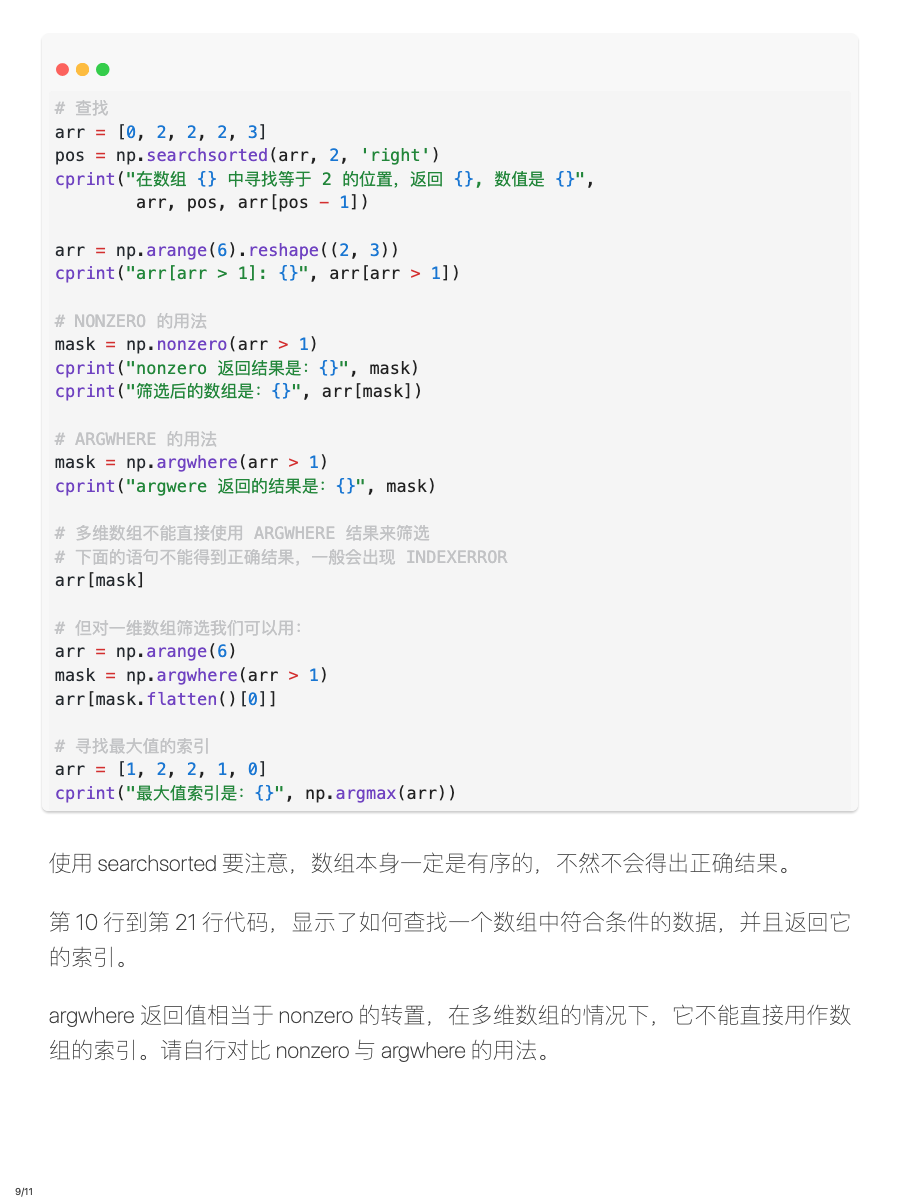 # 查找
arr = [0, 2, 2, 2, 3]
pos = np.searchsorted(arr, 2, 'right')
cprint("在数组 {} 中寻找等于 2 的位置，返回 {}, 数值是 {}",
        arr, pos, arr[pos - 1])

arr = np.arange(6).reshape((2, 3))
cprint("arr[arr > 1]: {}", arr[arr > 1])

# NONZERO 的用法
mask = np.nonzero(arr > 1)
cprint("nonzero 返回结果是：{}", mask)
cprint("筛选后的数组是：{}", arr[mask])

# ARGWHERE 的用法
mask = np.argwhere(arr > 1)
cprint("argwere 返回的结果是：{}", mask)

# 多维数组不能直接使用 ARGWHERE 结果来筛选
# 下面的语句不能得到正确结果，一般会出现 INDEXERROR
arr[mask]

# 但对一维数组筛选我们可以用：
arr = np.arange(6)
mask = np.argwhere(arr > 1)
arr[mask.flatten()[0]]

# 寻找最大值的索引
arr = [1, 2, 2, 1, 0]
cprint("最大值索引是：{}", np.argmax(arr))

使用 searchsorted 要注意，数组本身一定是有序的，不然不会得出正确结果。
第 10 行到第 21 行代码，显示了如何查找一个数组中符合条件的数据，并且返回它
的索引。
argwhere 返回值相当于 nonzero 的转置，在多维数组的情况下，它不能直接用作数
组的索引。请自行对比 nonzero 与 argwhere 的用法。
9/11